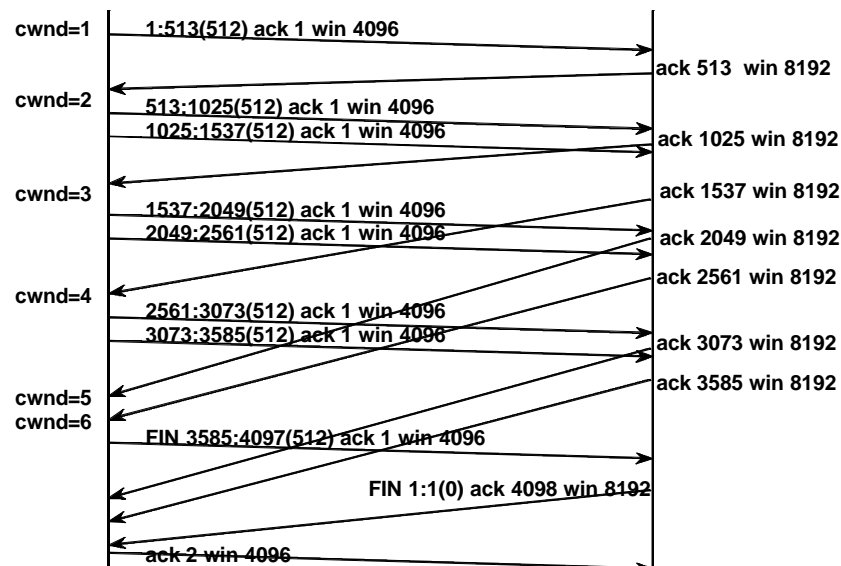 cwnd=1
1:513(512) ack 1 win 4096
ack 513 win 8192
cwnd=2
513:1025(512) ack 1 win 4096
1025:1537(512) ack 1 win 4096
ack 1025 win 8192
cwnd=3
ack 1537 win 8192
1537:2049(512) ack 1 win 4096
2049:2561(512) ack 1 win 4096
ack 2049 win 8192
ack 2561 win 8192
cwnd=4
2561:3073(512) ack 1 win 4096
3073:3585(512) ack 1 win 4096
ack 3073 win 8192
ack 3585 win 8192
cwnd=5
cwnd=6
FIN 3585:4097(512) ack 1 win 4096
FIN 1:1(0) ack 4098 win 8192
ack 2 win 4096